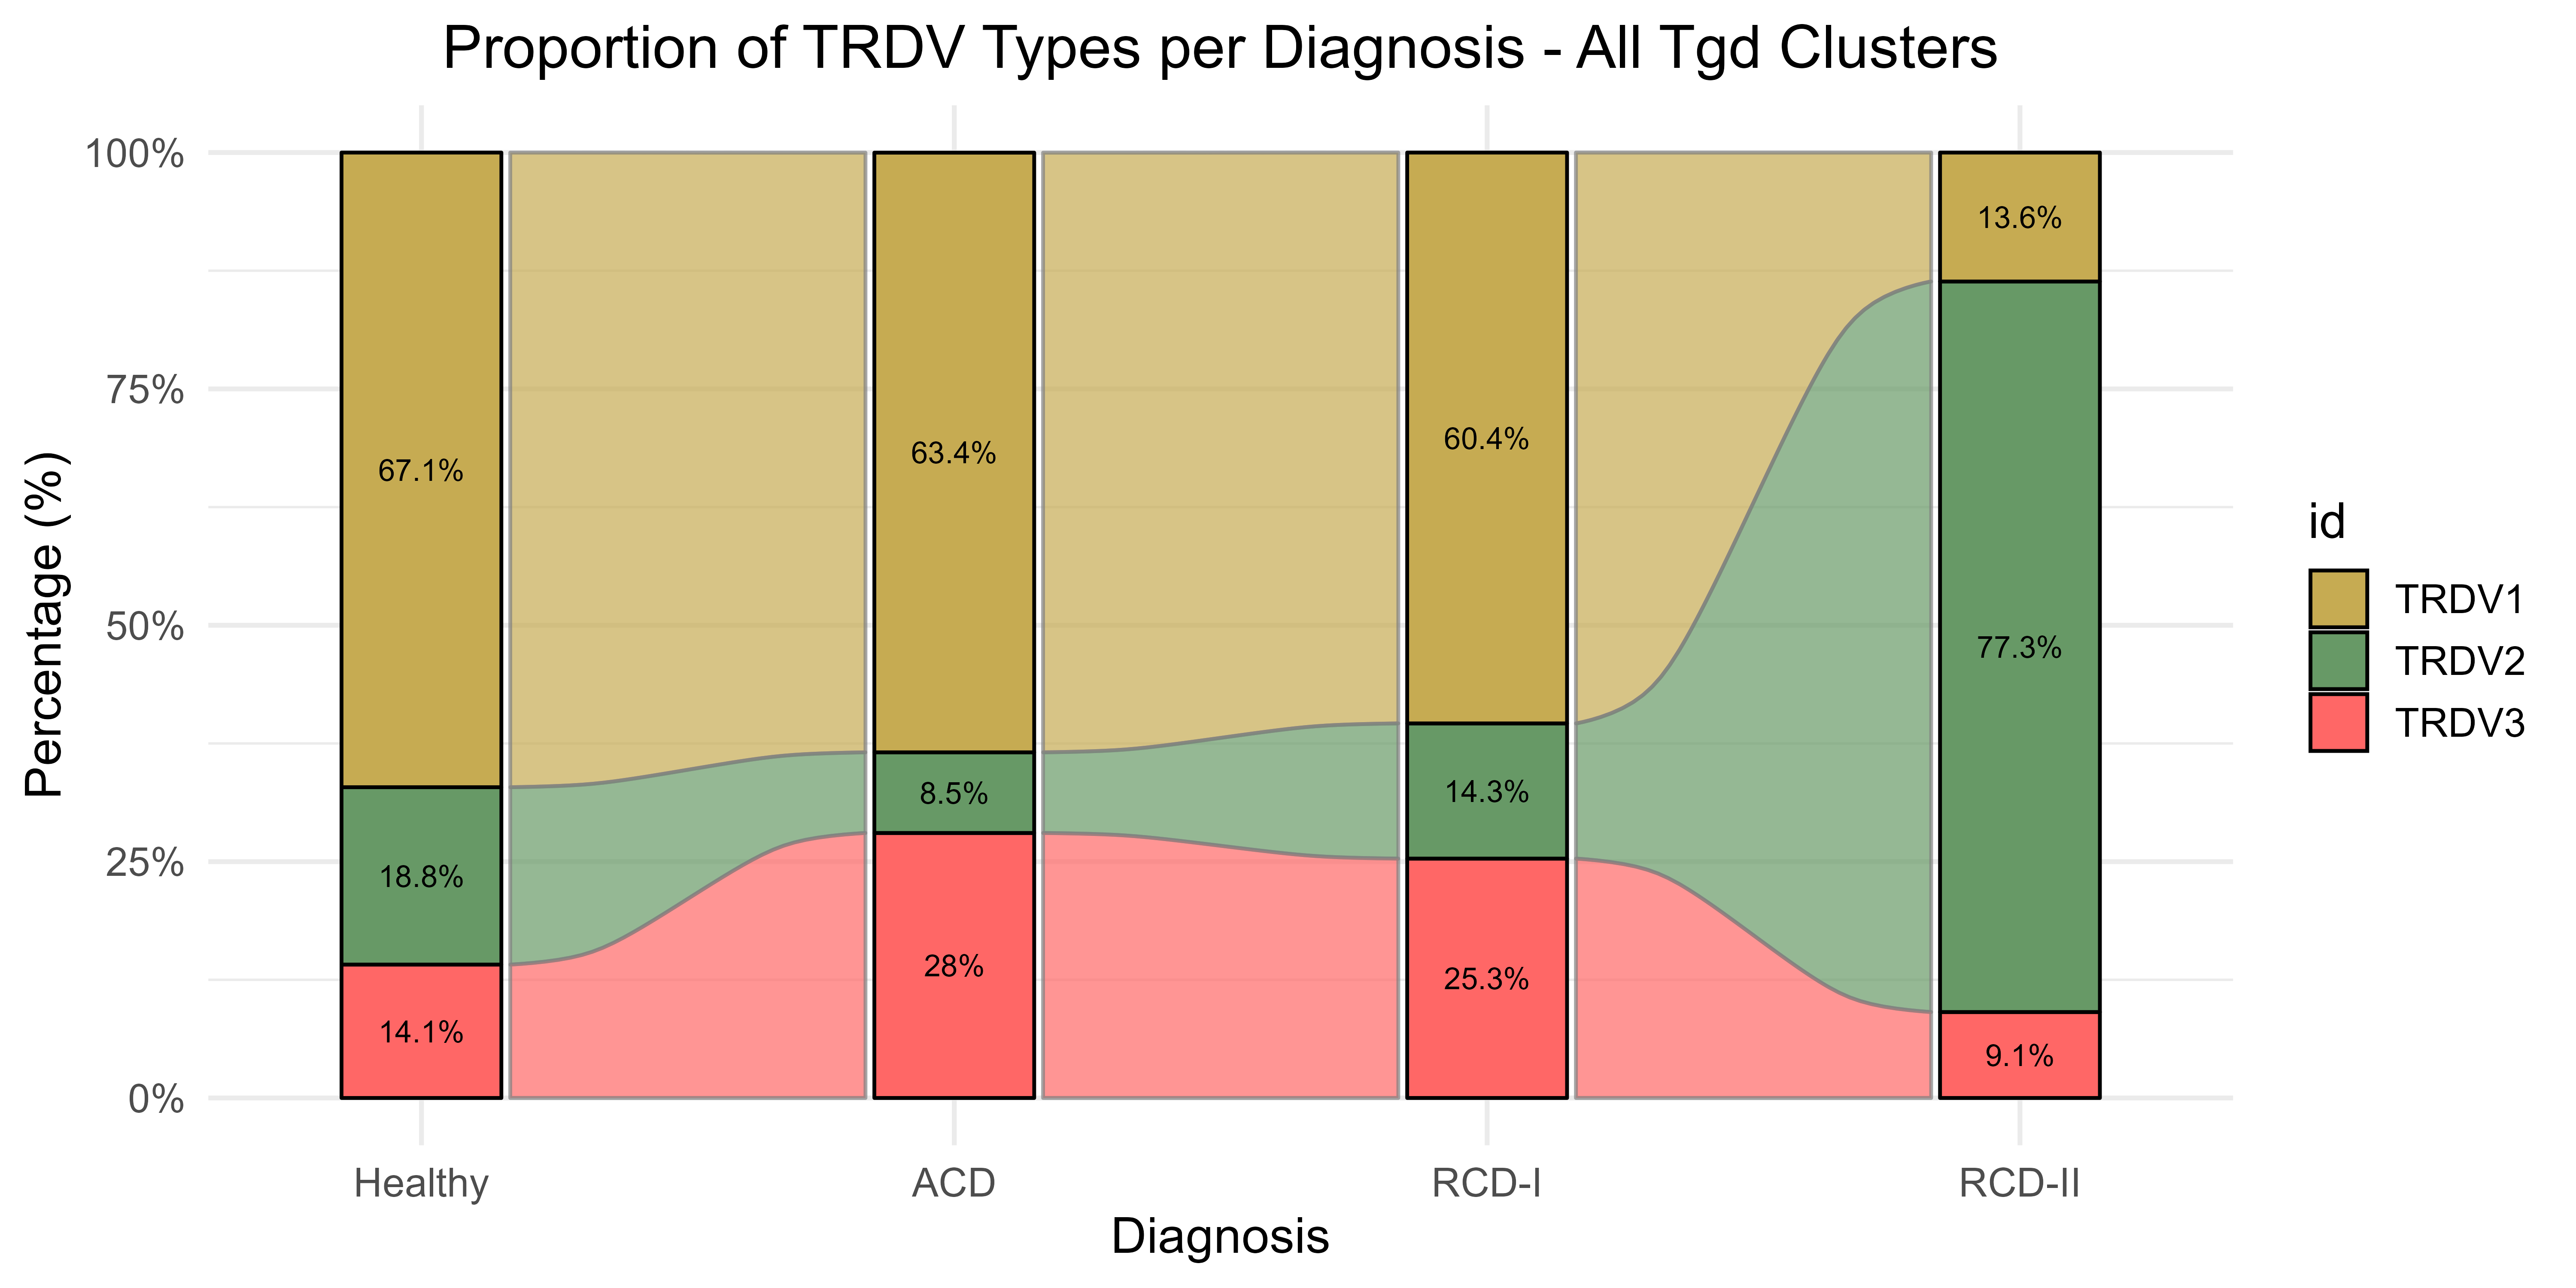 Proportion of TRDV Types per Diagnosis - All Tgd Clusters
Percentage (%)
100%
75%
50%
25%
0%
67.1%
18.8%
14.1%
63.4%
8.5%
28%
60.4%
14.3%
25.3%
13.6%
77.3%
9.1%
Healthy
ACD
RCD-I
RCD-II
Diagnosis
id
TRDV1
TRDV2
TRDV3